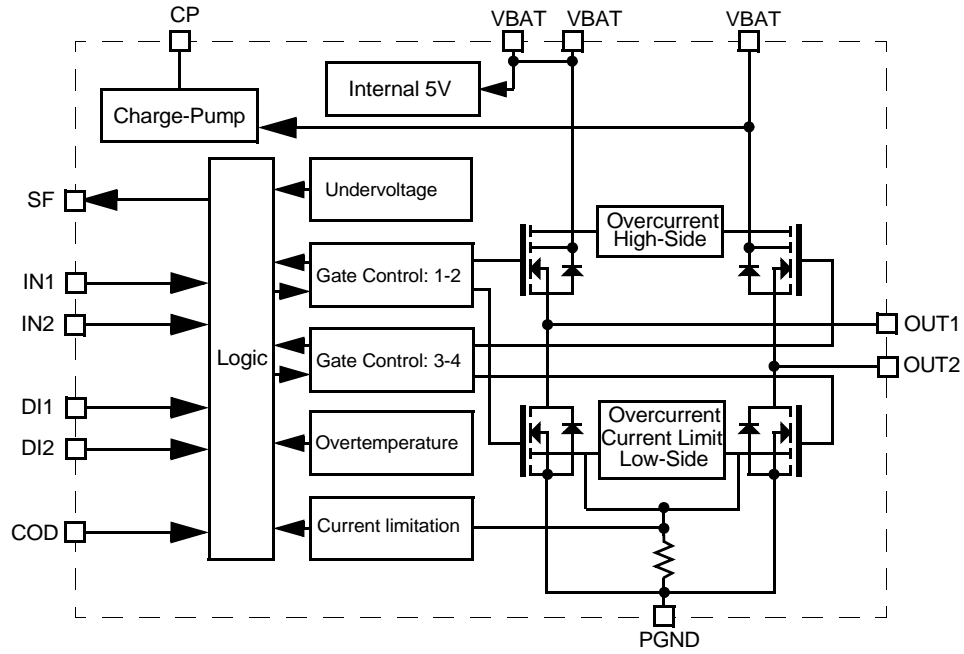 CP
VBAT
VBAT
VBAT
Internal 5V
Charge-Pump
SF
Undervoltage
Overcurrent
High-Side
IN1
Gate Control: 1-2
IN2
OUT1
Logic
Gate Control: 3-4
OUT2
DI1
Overcurrent
Current Limit
Low-Side
DI2
Overtemperature
COD
Current limitation
PGND